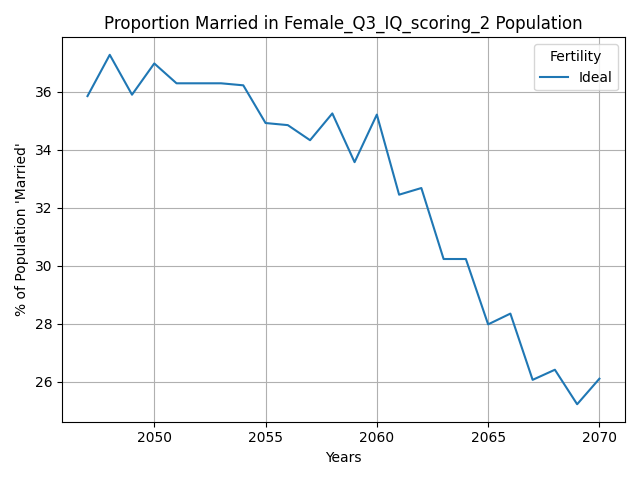 Proportion Married in Female_Q3_IQ_scoring_2 Population
Fertility
Ideal
% of Population 'Married'
36
34
32
30
28
26
2050
2055
2060
2065
2070
Years